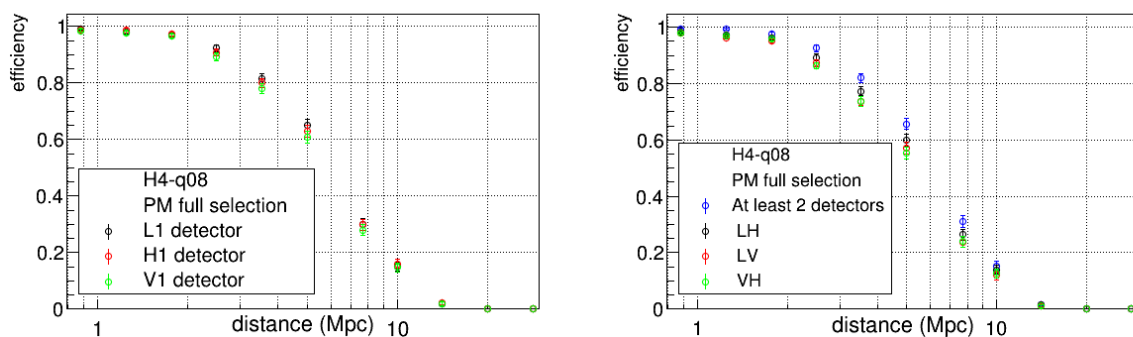 efficiency
1
0.8
0.6
0.4
0.2
0
H4-q08
PM full selection
L1 detector
H1 detector
V1 detector
1
distance (Mpc)
10
efficiency
1
0.8
0.6
0.4
0.2
0
H4-q08
PM full selection
At least 2 detectors
LH
LV
VH
1
distance (Mpc)
10